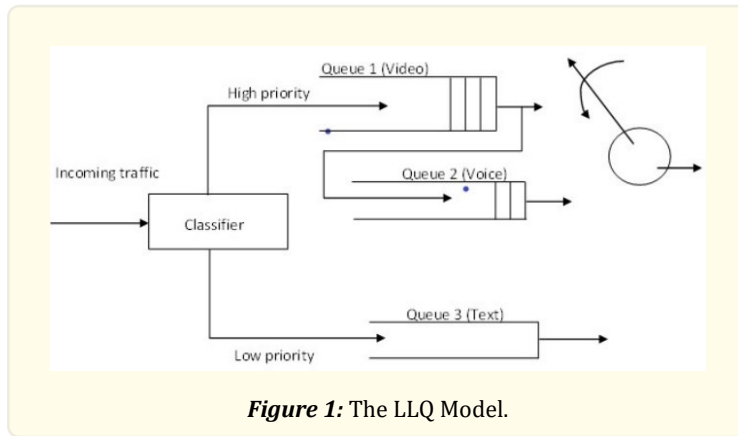 Queue 1 (Video)
High priority
Incoming traffic
Queue 2 (Voice)
Classifier
Queue 3 (Text)
Low priority
Figure 1: The LLQ Model.